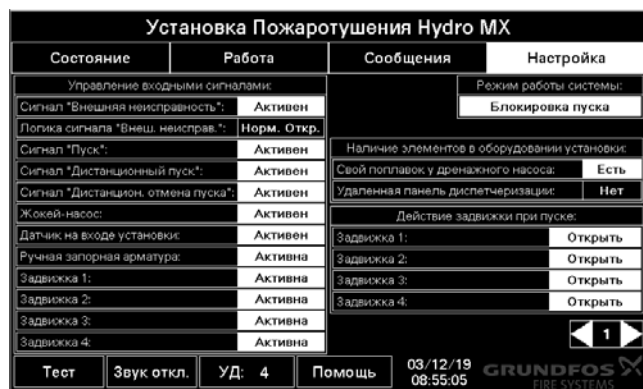 Установка Пожаротушения Hydro MX
Состояние Работа Сообщения Настройка
Управление входными сигналами:
Сигнал "Внешняя неисправность": Активен
Логика сигнала "Внеш. неисправ.": Норм. Откр.
Сигнал "Пуск": Активен
Сигнал "Дистанционный пуск": Активен
Сигнал "Дистанцион. отмена пуска": Активен
Жокей-насос: Активен
Датчик на входе установки: Активен
Ручная запорная арматура: Активна
Задвижка 1: Активна
Задвижка 2: Активна
Задвижка 3: Активна
Задвижка 4: Активна
Режим работы системы:
Блокировка пуска
Наличие элементов в оборудовании установки:
Свой поплавок у дренажного насоса: Есть
Удаленная панель диспетчеризации: Нет
Действие задвижки при пуске:
Задвижка 1: Открыть
Задвижка 2: Открыть
Задвижка 3: Открыть
Задвижка 4: Открыть
1
Тест Звук откл. УД: 4 Помощь 03/12/19
08:55:05
GRUNDFOS
FIRE SYSTEMS